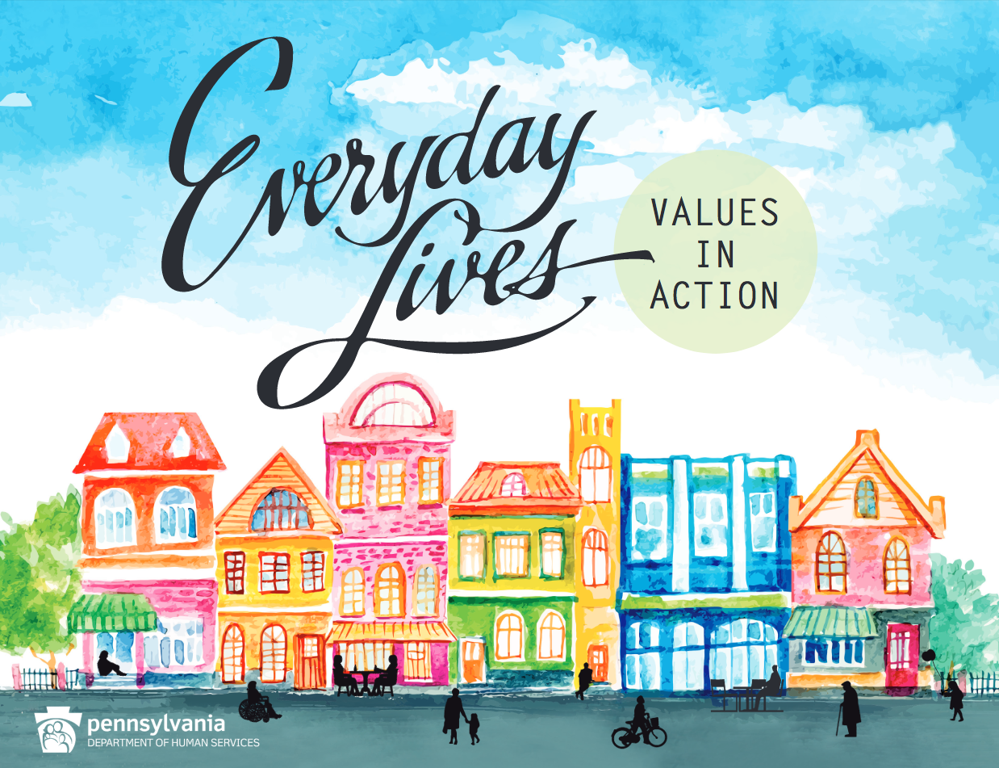 Everyday
Lives
VALUES
IN
ACTION
pennsylvania
DEPARTMENT OF HUMAN SERVICES